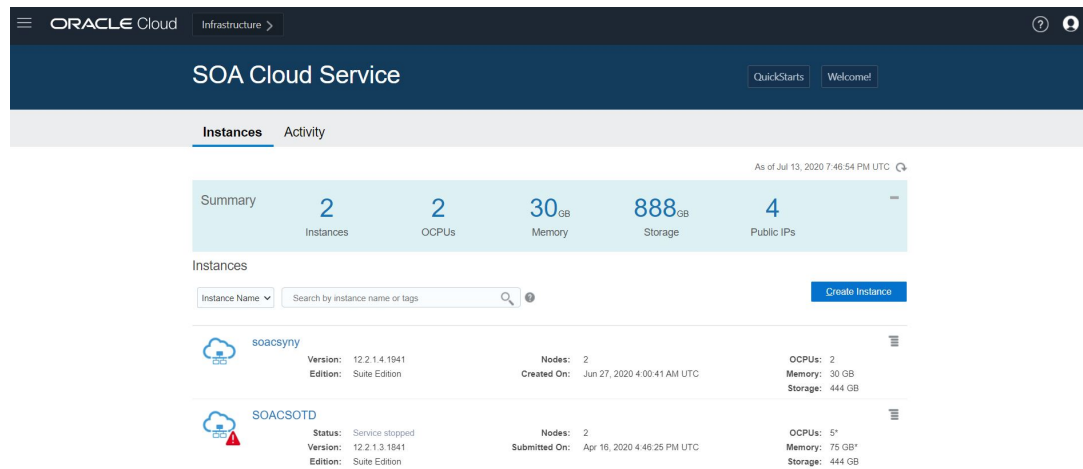 ORACLE Cloud Infrastructure >
SOA Cloud Service
QuickStarts Welcome!
Instances Activity
As of Jul 13, 2020 7:46:54 PM UTC
Summary
2 2 30GB 888GB 4
Instances OCPUs Memory Storage Public IPs
Instances
Instance Name Search by instance name or tags
Create Instance
soacsyny
Version: 12.2.1.4.1941 Nodes: 2 OCPUs: 2
Edition: Suite Edition Created On: Jun 27, 2020 4:00:41 AM UTC Memory: 30 GB
Storage: 444 GB
SOACSOTD
Status: Service stopped Nodes: 2 OCPUs: 5*
Version: 12.2.1.3.1841 Submitted On: Apr 16, 2020 4:46:25 PM UTC Memory: 75 GB*
Edition: Suite Edition Storage: 444 GB